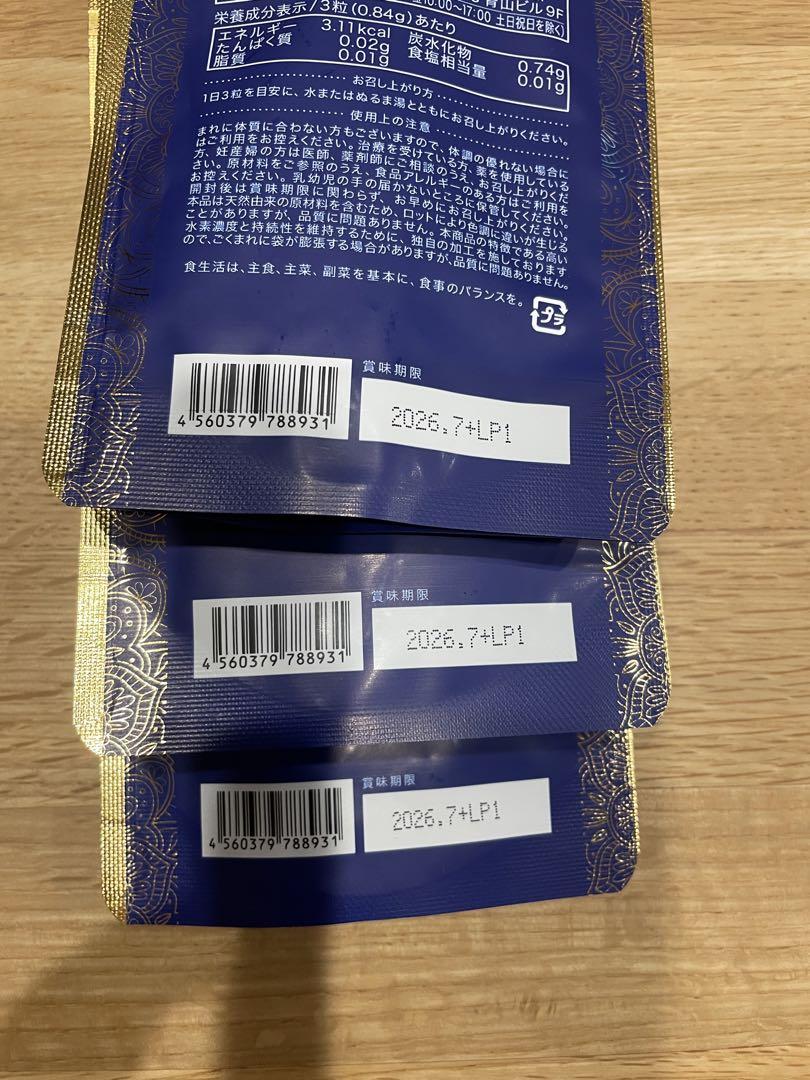 10:00~17:00 土日祝日を除く)
青山ビル 9F
栄養成分表示/3粒(0.84g)あたり
エネルギー 3.11kcal 炭水化物 0.74g
たんぱく質 0.02g 食塩相当量 0.01g
脂質 0.01g
お召し上がり方
1日3粒を目安に、水またはぬるま湯とともにお召し上がりください。
使用上の注意
まれに体質に合わない方もございますので、体調の優れない場合に
はご利用をお控えください。治療を受けている方、薬を使用している
方、妊産婦の方は医師、薬剤師にご相談のうえ、お召し上がりくだ
さい。原材料をご参照のうえ、食品アレルギーのある方はご利用を
お控えください。乳幼児の手の届かないところに保管してください。
開封後は賞味期限に関わらず、お早めにお召し上がりください。
本品は天然由来の原材料を含むため、ロットにより色調に違いが生じる
ことがありますが、品質に問題ありません。本商品の特徴である高い
水素濃度と持続性を維持するために、独自の加工を施しております
ので、ごくまれに袋が膨張する場合がありますが、品質に問題ありません。
食生活は、主食、主菜、副菜を基本に、食事のバランスを。
プラ
賞味期限
4 560379 788931
2026.7+LP1
賞味期限
4 560379 788931
2026.7+LP1
賞味期限
4 560379 788931
2026.7+LP1